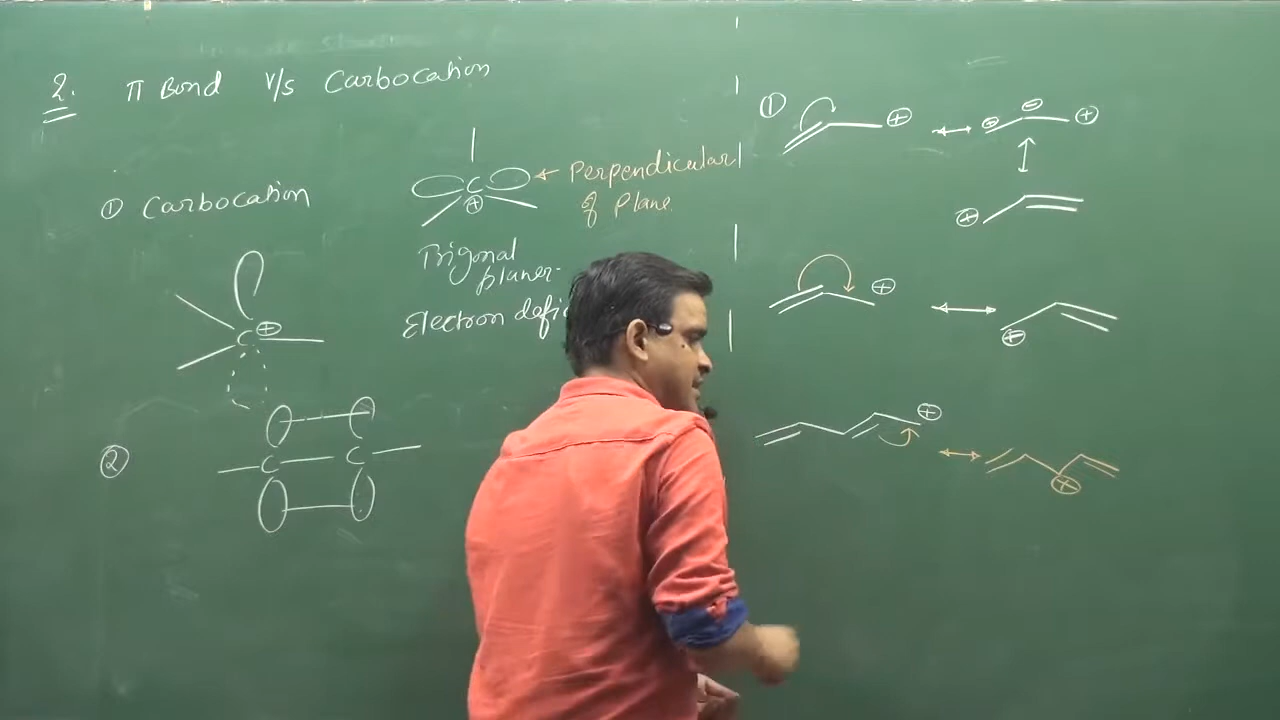 2. π Bond v/s Carbocation
① Carbocation
C ⊕
C ⊕
← Perpendicular
of Plane
Trigonal
planer.
Electron defi
②
C C
① ⊕ ↔ ⊕ ⊖ ⊕
↕
⊕
⊕ ↔ ⊕
⊕ ↔ ⊕